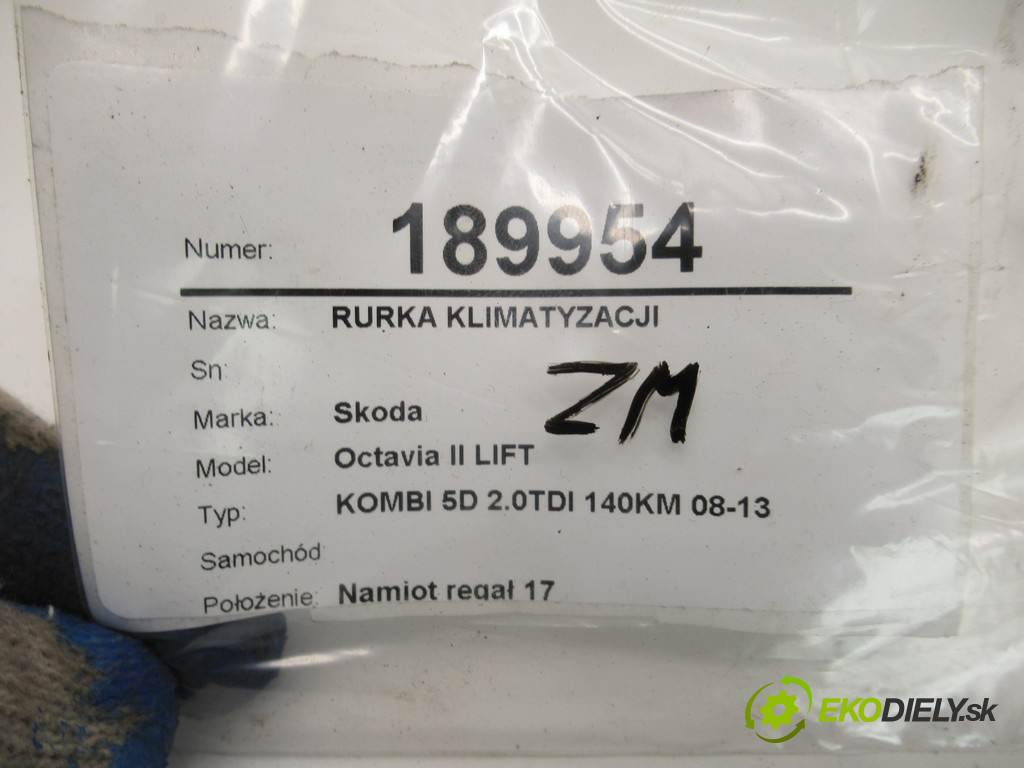 Numer: 189954
Nazwa: RURKA KLIMATYZACJI
Sn:
ZM
Marka: Skoda
Model: Octavia II LIFT
Typ: KOMBI 5D 2.0TDI 140KM 08-13
Samochód
Położenie: Namiot regał 17
EKODIELY.sk